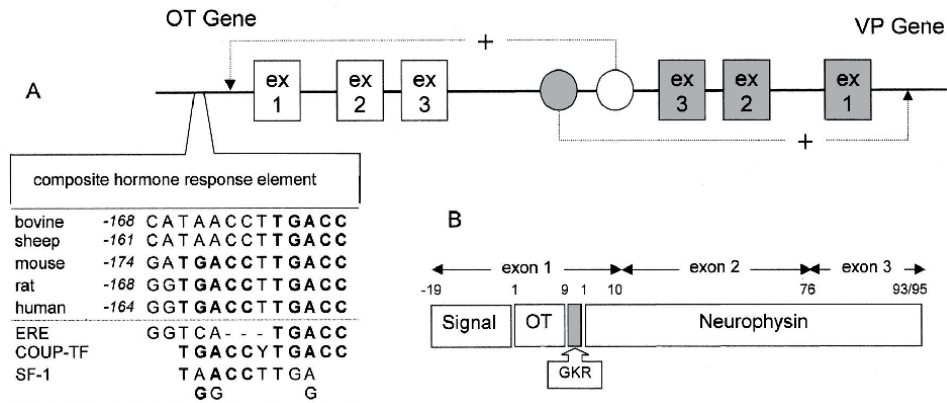 OT Gene
VP Gene
+
A
ex 1
ex 2
ex 3
ex 3
ex 2
ex 1
+
composite hormone response element
bovine -168 CATAACCTTGACC
sheep -161 CATAACCTTGACC
mouse -174 GATGACCTTGACC
rat -168 GGTGACCTTGACC
human -164 GGTGACCTTGACC
ERE GGTCA---TGACC
COUP-TF TGACCYTGACC
SF-1 TAACCTTGA
GG G
B
exon 1 exon 2 exon 3
-19 1 9 1 10 76 93/95
Signal OT Neurophysin
GKR